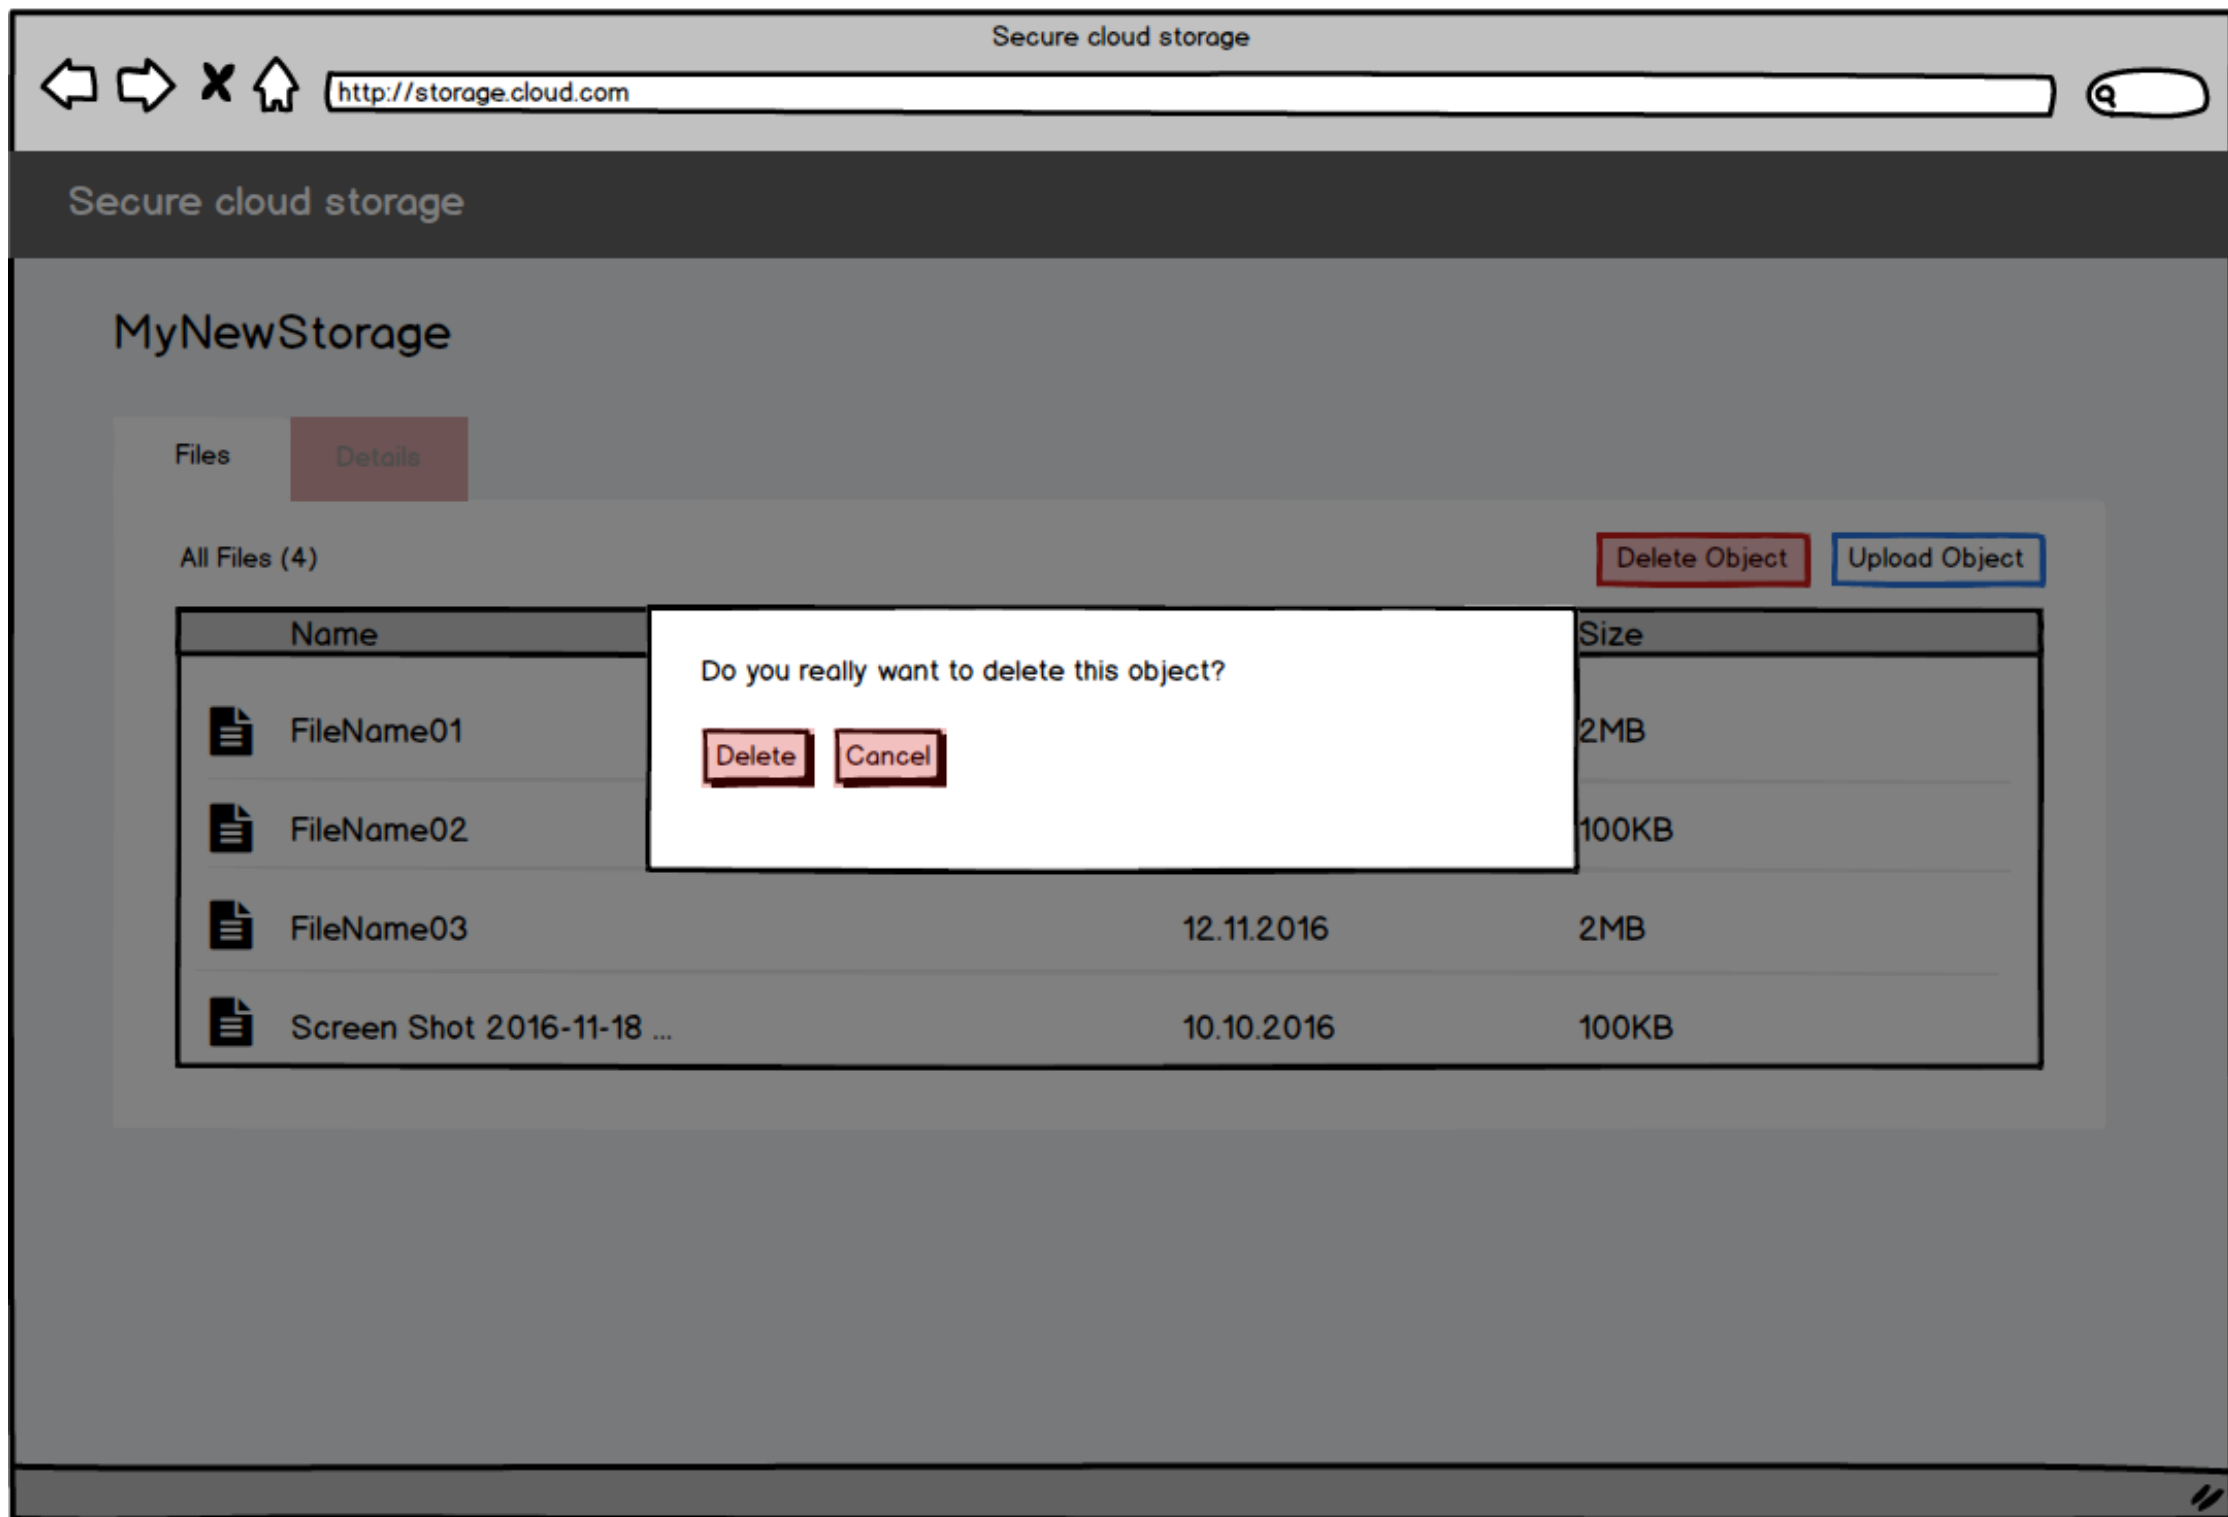 Secure cloud storage
http://storage.cloud.com
Secure cloud storage
MyNewStorage
Files Details
All Files (4) Delete Object Upload Object
Name Size
Do you really want to delete this object?
Delete Cancel
FileName01 2MB
FileName02 100KB
FileName03 12.11.2016 2MB
Screen Shot 2016-11-18 ... 10.10.2016 100KB